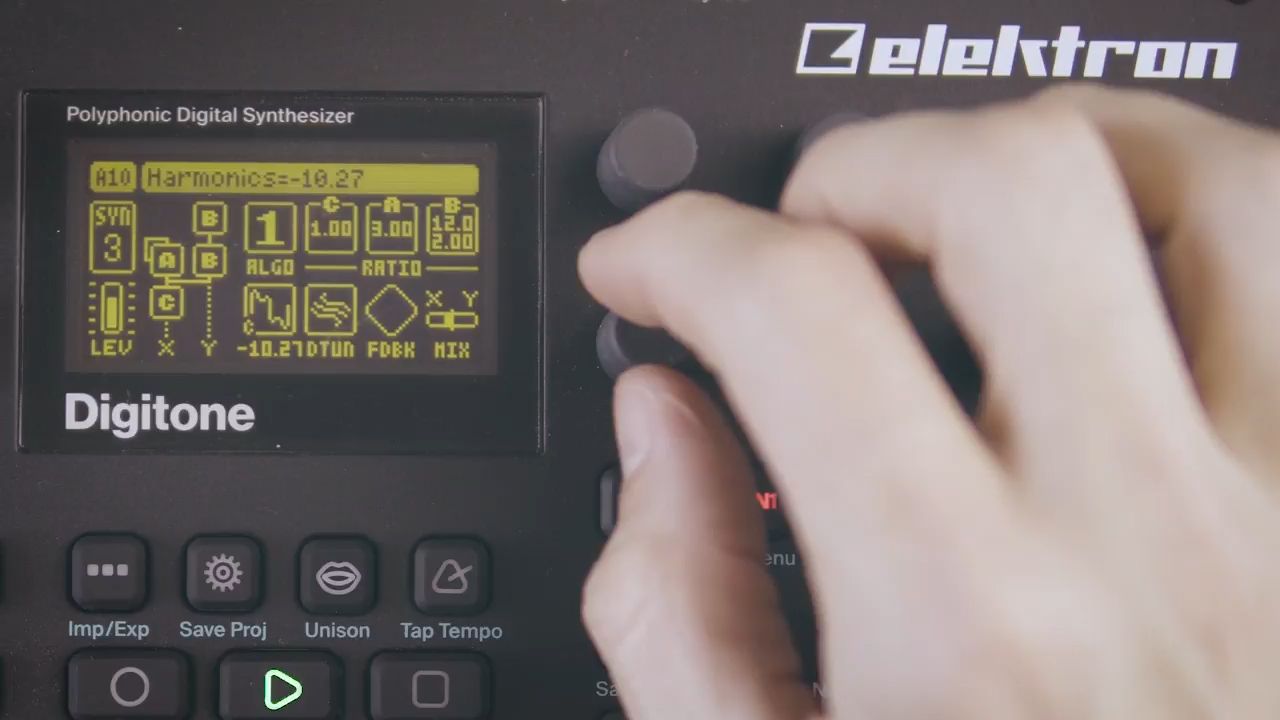 elektron
Polyphonic Digital Synthesizer
A10 Harmonics=-10.27
SYN 3
B
A B
C
1
C 1.00
A 3.00
B 12.0 2.00
ALGO RATIO
C
X Y
LEV X Y -10.27 DTUN FDBK MIX
Digitone
enu
Imp/Exp Save Proj Unison Tap Tempo